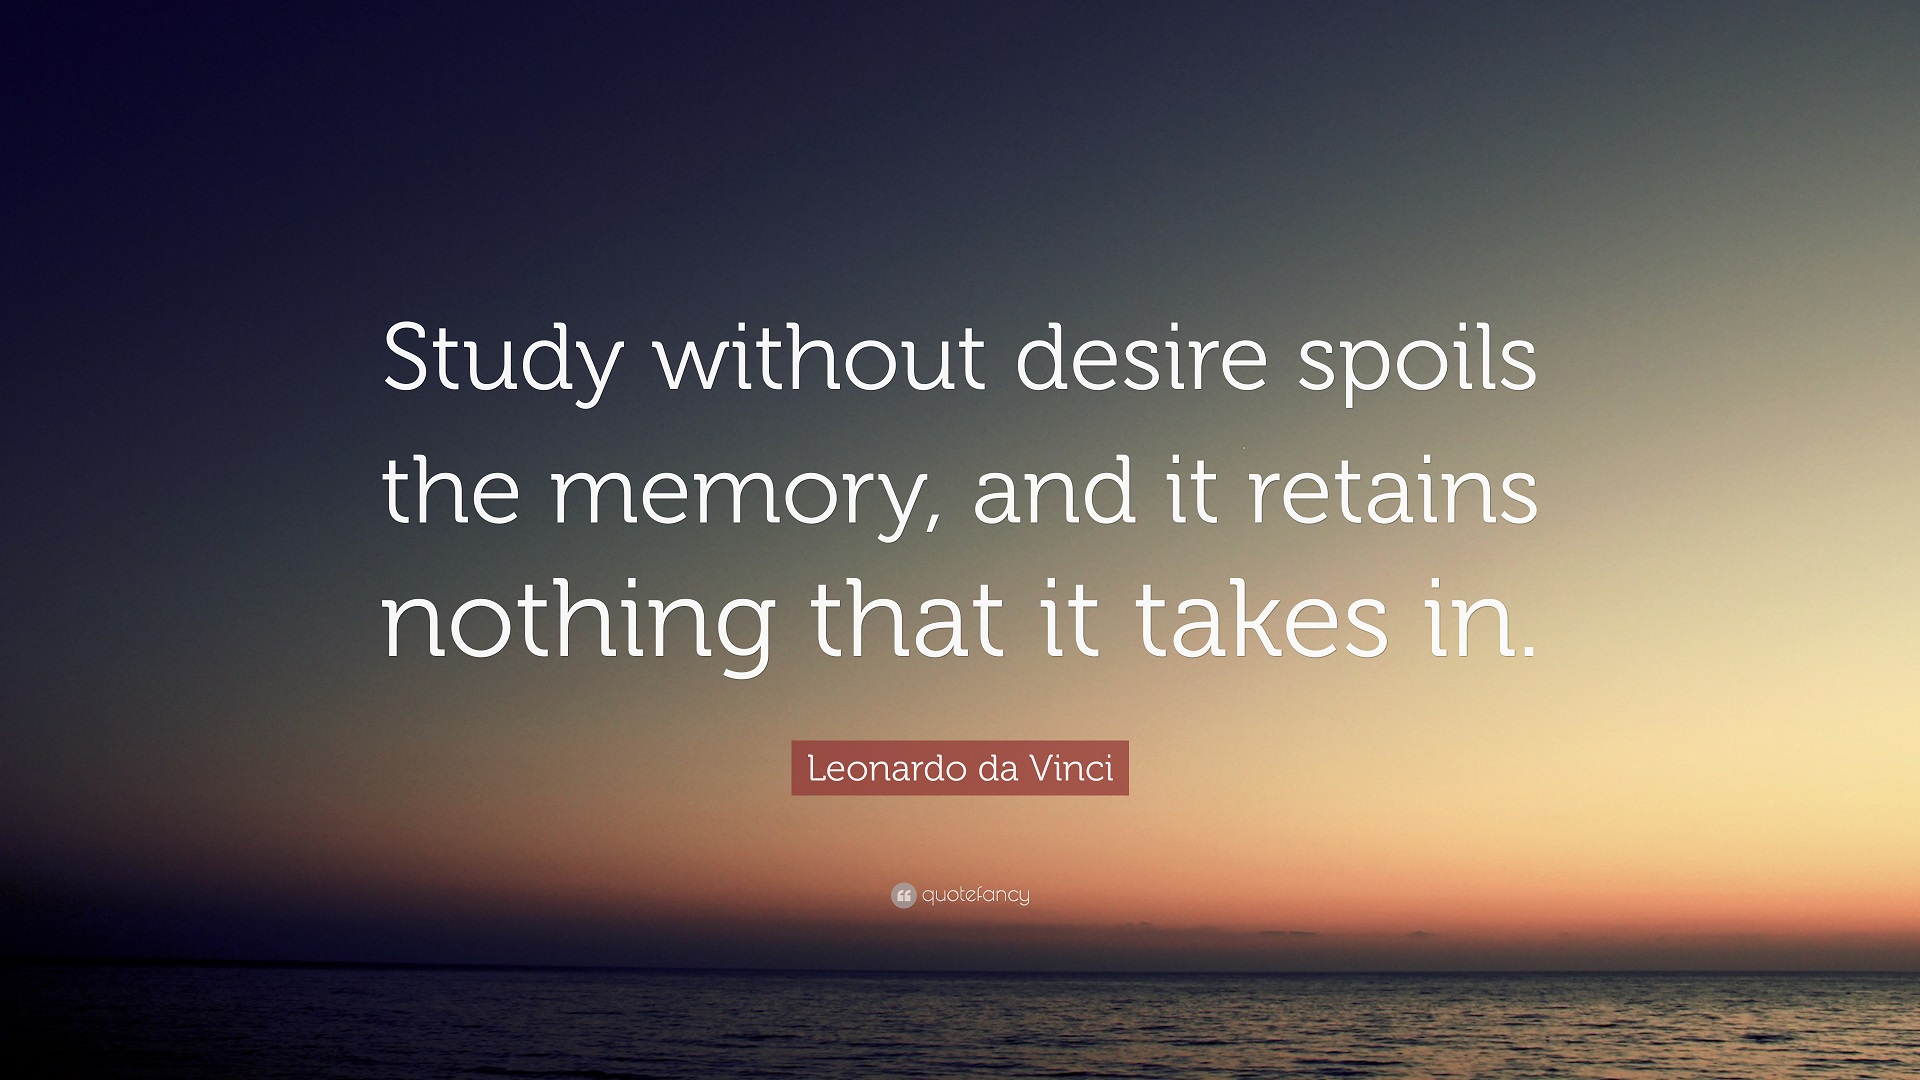 Study without desire spoils
the memory, and it retains
nothing that it takes in.
Leonardo da Vinci
quotefancy